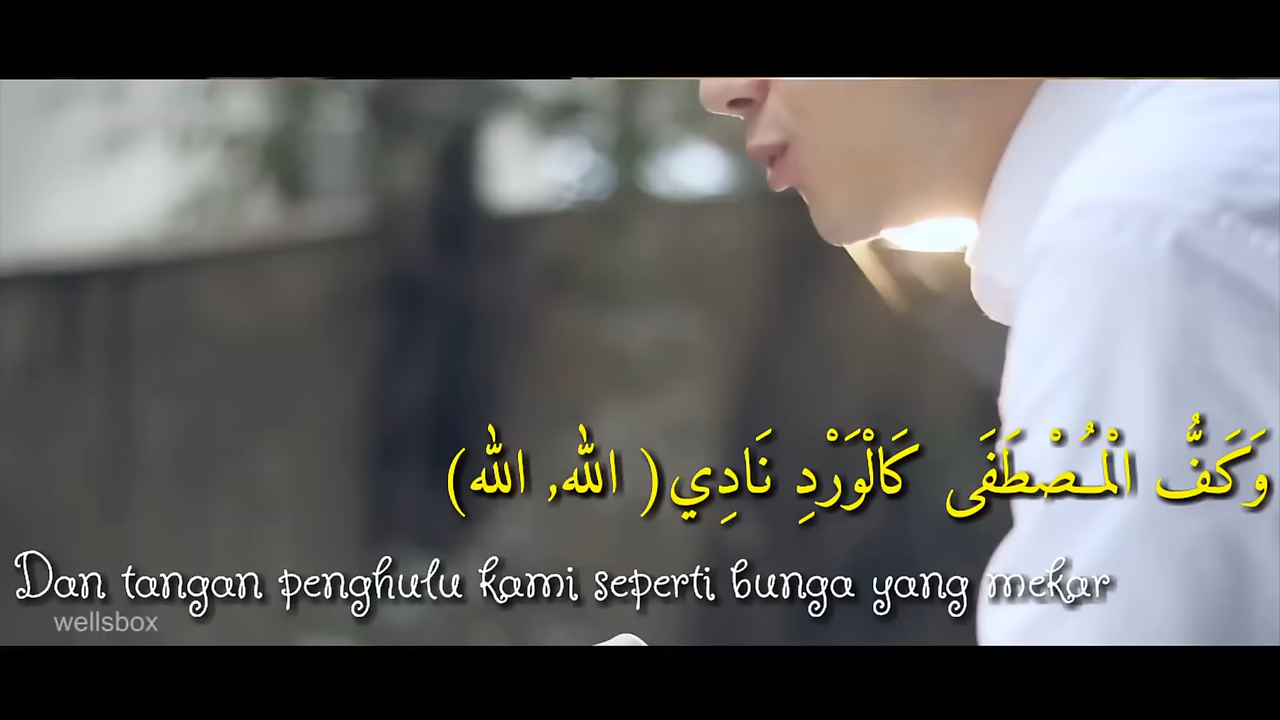 وَكَفُّ الْمُصْطَفَى كَالْوَرْدِ نَادِي( الله, الله)
Dan tangan penghulu kami seperti bunga yang mekar
wellsbox